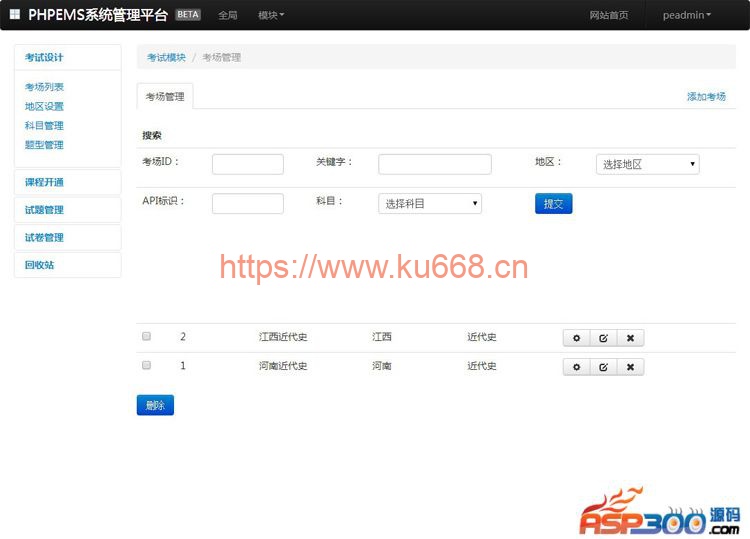 PHPEMS系统管理平台 BETA 全局 模块 网站首页 peadmin
考试设计
考场列表
地区设置
科目管理
题型管理
课程开通
试题管理
试卷管理
回收站
考试模块 / 考场管理
考场管理 添加考场
搜索
考场ID： 关键字： 地区： 选择地区
API标识： 科目： 选择科目 提交
https://www.ku668.cn
2 江西近代史 江西 近代史
1 河南近代史 河南 近代史
删除
ASP300源码
.com